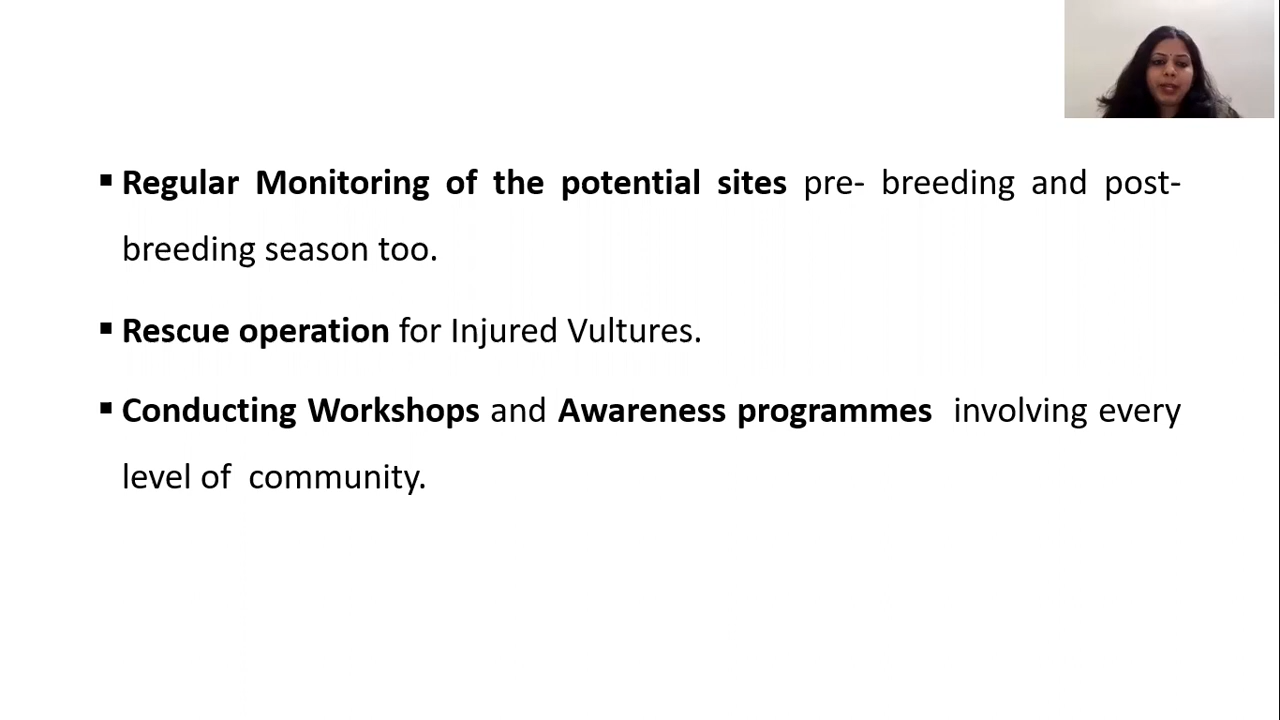 ▪ Regular Monitoring of the potential sites pre- breeding and post-
breeding season too.
▪ Rescue operation for Injured Vultures.
▪ Conducting Workshops and Awareness programmes involving every
level of community.